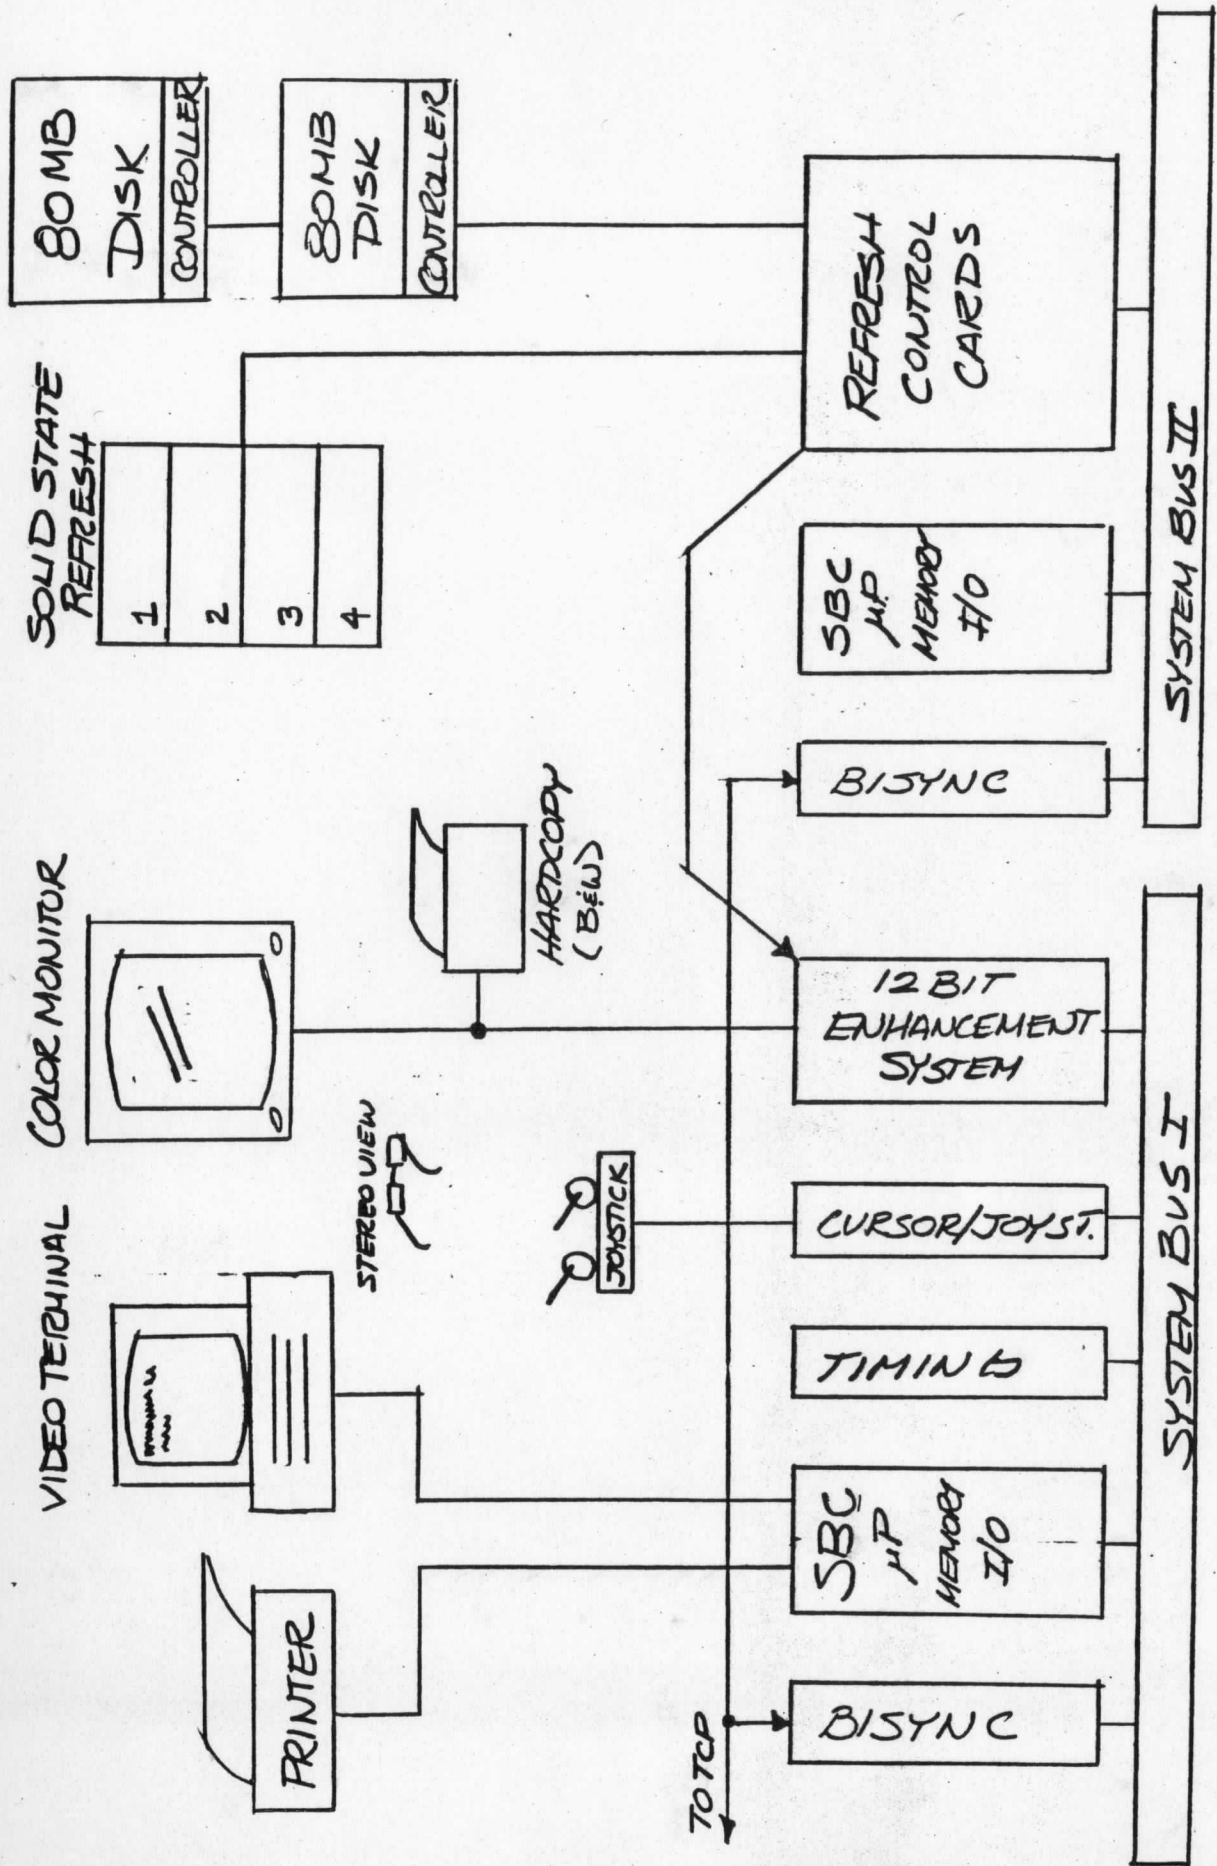 VIDEO TERMINAL
COLOR MONITOR
SOLID STATE
REFRESH
1
2
3
4
80MB
DISK
CONTROLLER
80MB
DISK
CONTROLLER
PRINTER
STEREO VIEW
HARDCOPY
(B&W)
JOYSTICK
TO TCP
BISYNC
SBC
μP
MEMORY
I/O
TIMING
CURSOR/JOYST.
12 BIT
ENHANCEMENT
SYSTEM
BISYNC
SBC
μP
MEMORY
I/O
REFRESH
CONTROL
CARDS
SYSTEM BUS I
SYSTEM BUS II